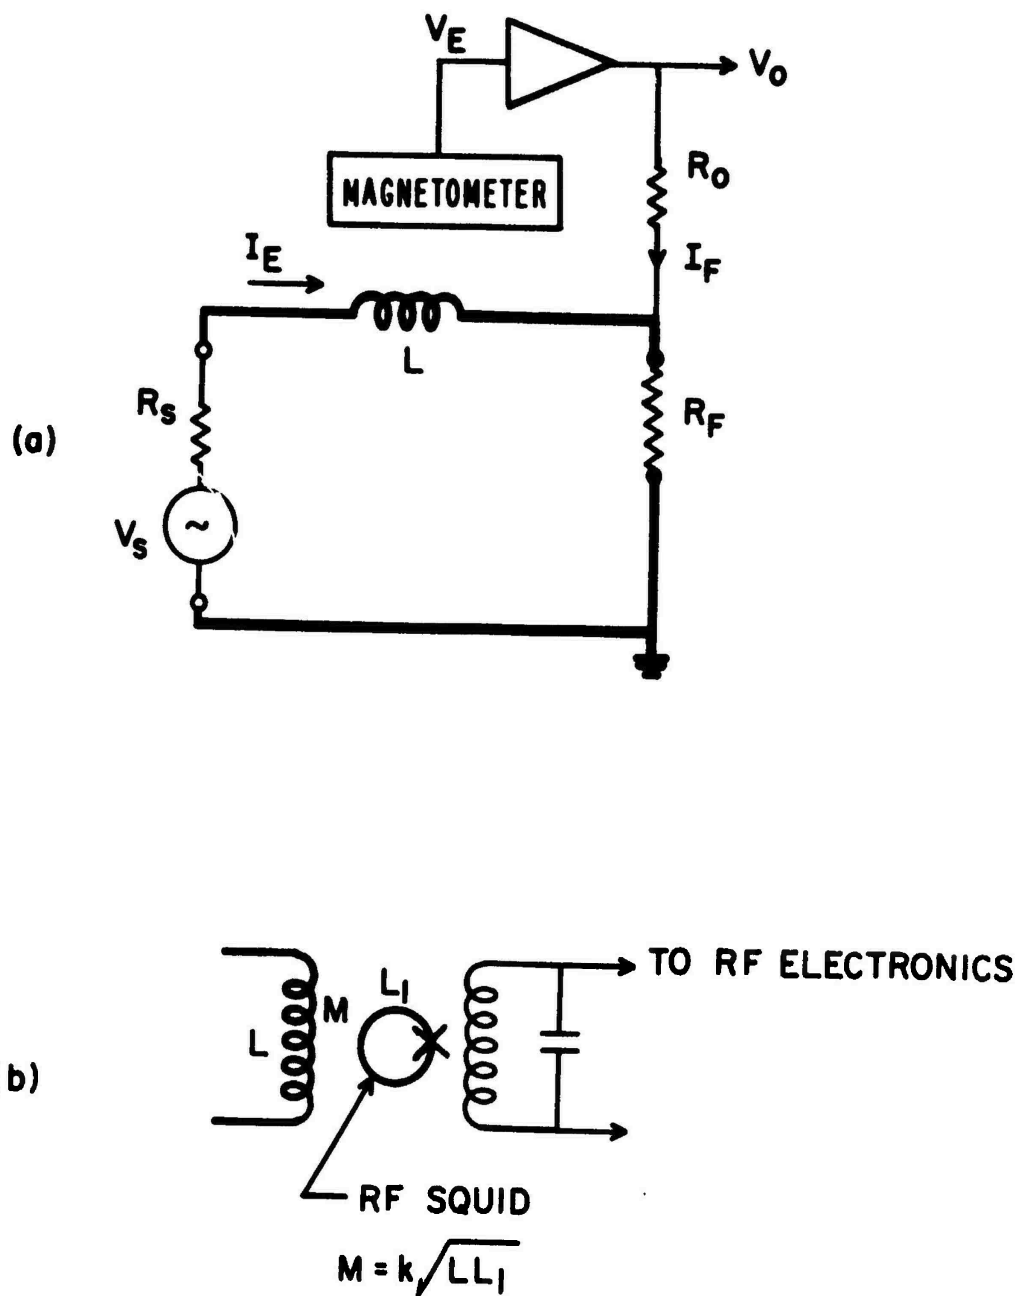 V_E
V_O
MAGNETOMETER
R_O
I_E
I_F
L
R_S
R_F
(a)
V_S
~
TO RF ELECTRONICS
L_1
M
L
b)
RF SQUID
M = k√LL_1